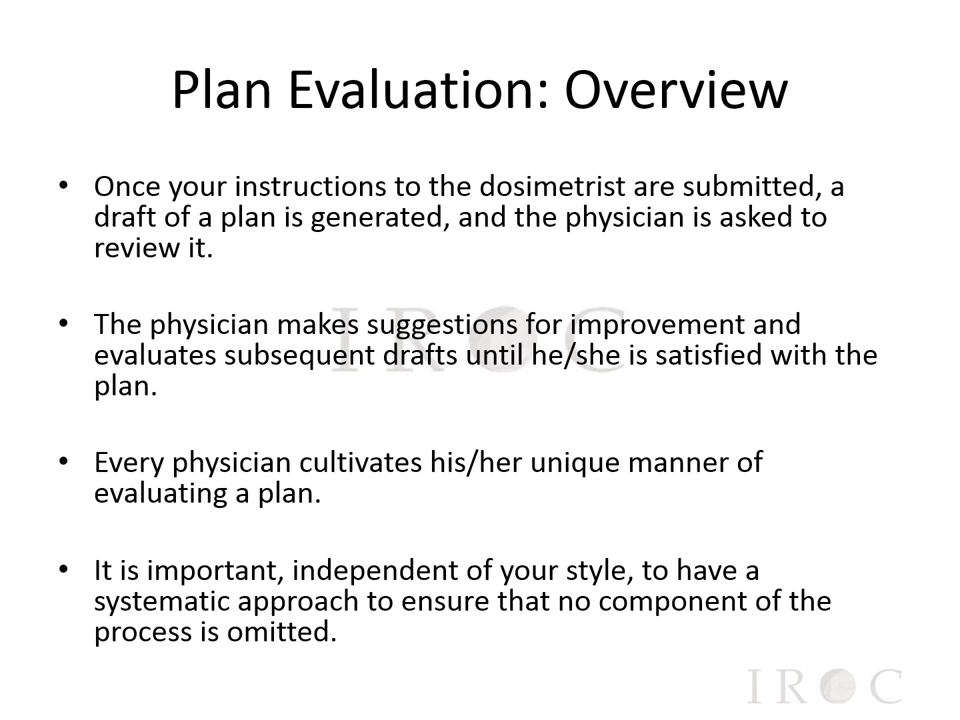 Plan Evaluation: Overview
• Once your instructions to the dosimetrist are submitted, a
draft of a plan is generated, and the physician is asked to
review it.
• The physician makes suggestions for improvement and
evaluates subsequent drafts until he/she is satisfied with the
plan.
• Every physician cultivates his/her unique manner of
evaluating a plan.
• It is important, independent of your style, to have a
systematic approach to ensure that no component of the
process is omitted.
IROC
IROC